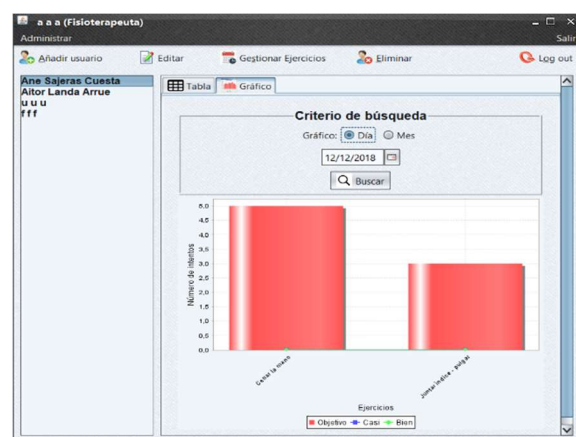 a a a (Fisioterapeuta)
Administrar
Salir
Añadir usuario
Editar
Gestionar Ejercicios
Eliminar
Log out
Ane Sajeras Cuesta
Aitor Landa Arrue
u u u
f f f
Tabla
Gráfico
Criterio de búsqueda
Gráfico:
Día
Mes
12/12/2018
Buscar
5,0
4,5
4,0
3,5
3,0
2,5
2,0
1,5
1,0
0,5
0,0
Número de intentos
Cerrar la mano
Juntar índice - pulgar
Ejercicios
Objetivo
Casi
Bien